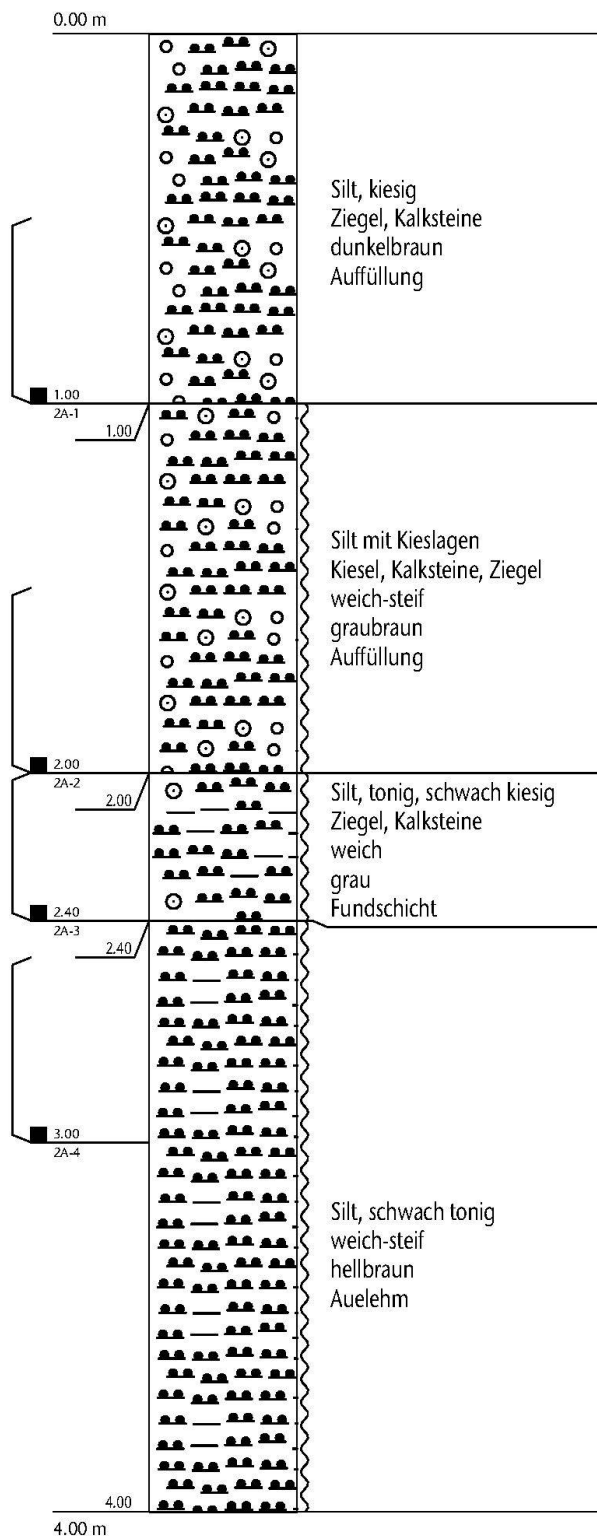 0.00 m
Silt, kiesig
Ziegel, Kalksteine
dunkelbraun
Auffüllung
1.00
2A-1
1.00
Silt mit Kieslagen
Kiesel, Kalksteine, Ziegel
weich-steif
graubraun
Auffüllung
2.00
2A-2
2.00
Silt, tonig, schwach kiesig
Ziegel, Kalksteine
weich
grau
Fundschicht
2.40
2A-3
2.40
3.00
2A-4
Silt, schwach tonig
weich-steif
hellbraun
Auelehm
4.00
4.00 m